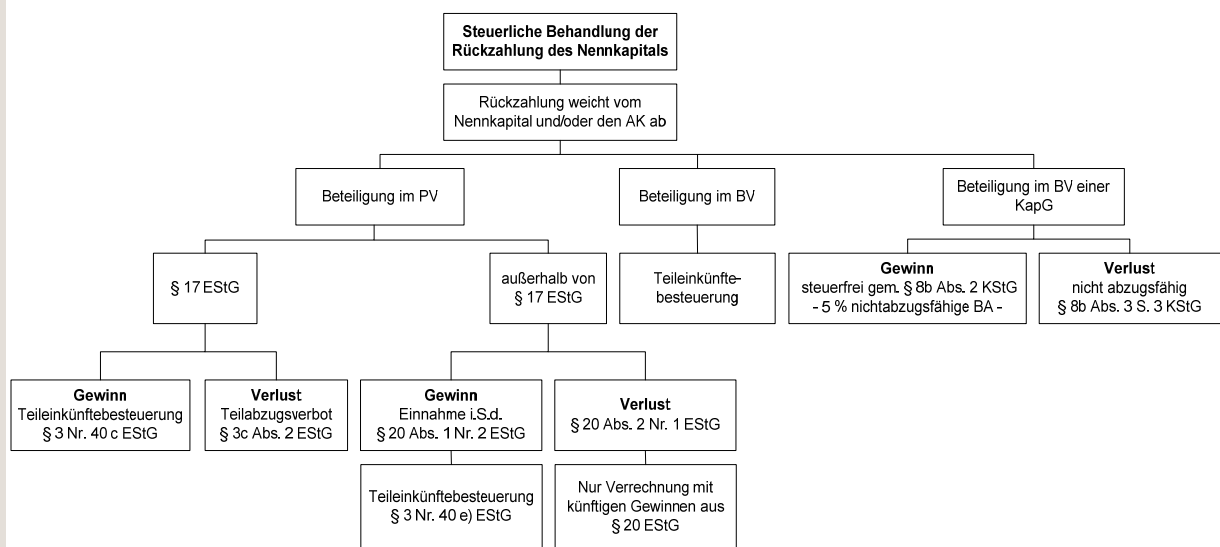 Steuerliche Behandlung der
Rückzahlung des Nennkapitals
Rückzahlung weicht vom
Nennkapital und/oder den AK ab
Beteiligung im PV
Beteiligung im BV
Beteiligung im BV einer
KapG
§ 17 EStG
außerhalb von
§ 17 EStG
Teileinkünfte-
besteuerung
Gewinn
steuerfrei gem. § 8b Abs. 2 KStG
- 5 % nichtabzugsfähige BA -
Verlust
nicht abzugsfähig
§ 8b Abs. 3 S. 3 KStG
Gewinn
Teileinkünftebesteuerung
§ 3 Nr. 40 c EStG
Verlust
Teilabzugsverbot
§ 3c Abs. 2 EStG
Gewinn
Einnahme i.S.d.
§ 20 Abs. 1 Nr. 2 EStG
Verlust
§ 20 Abs. 2 Nr. 1 EStG
Teileinkünftebesteuerung
§ 3 Nr. 40 e) EStG
Nur Verrechnung mit
künftigen Gewinnen aus
§ 20 EStG